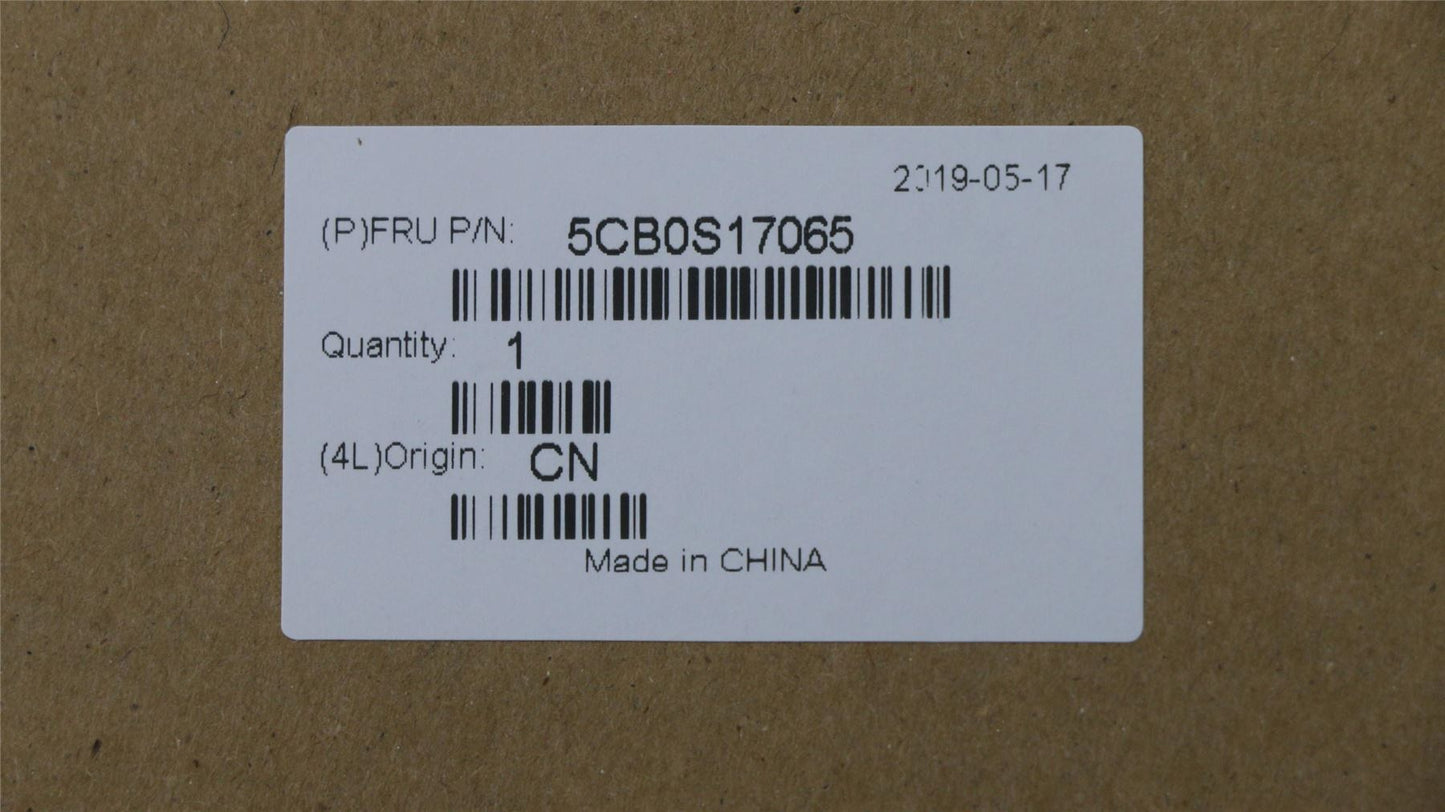 2019-05-17
(P)FRU P/N: 5CB0S17065
Quantity: 1
(4L)Origin: CN
Made in CHINA